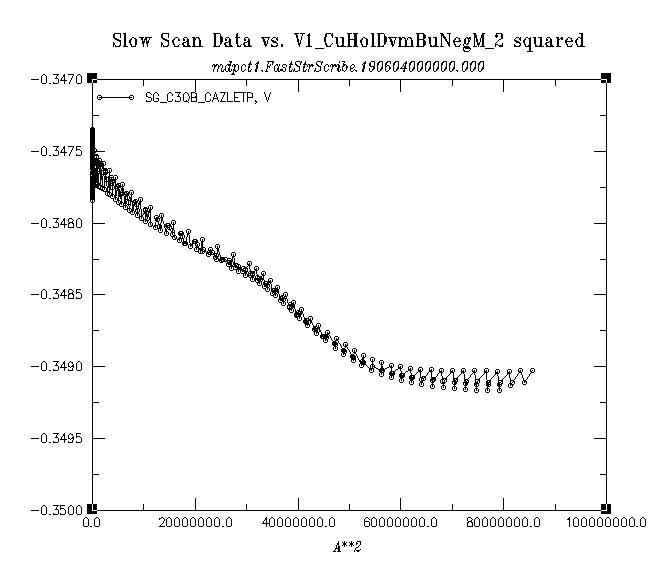 Slow Scan Data vs. V1_CuHolDvmBuNegM_2 squared
mdpct1.FastStrScribe.190604000000.000
SG_C3QB_CAZLETP, V
−0.3470
−0.3475
−0.3480
−0.3485
−0.3490
−0.3495
−0.3500
0.0 20000000.0 40000000.0 60000000.0 80000000.0 100000000.0
A**2